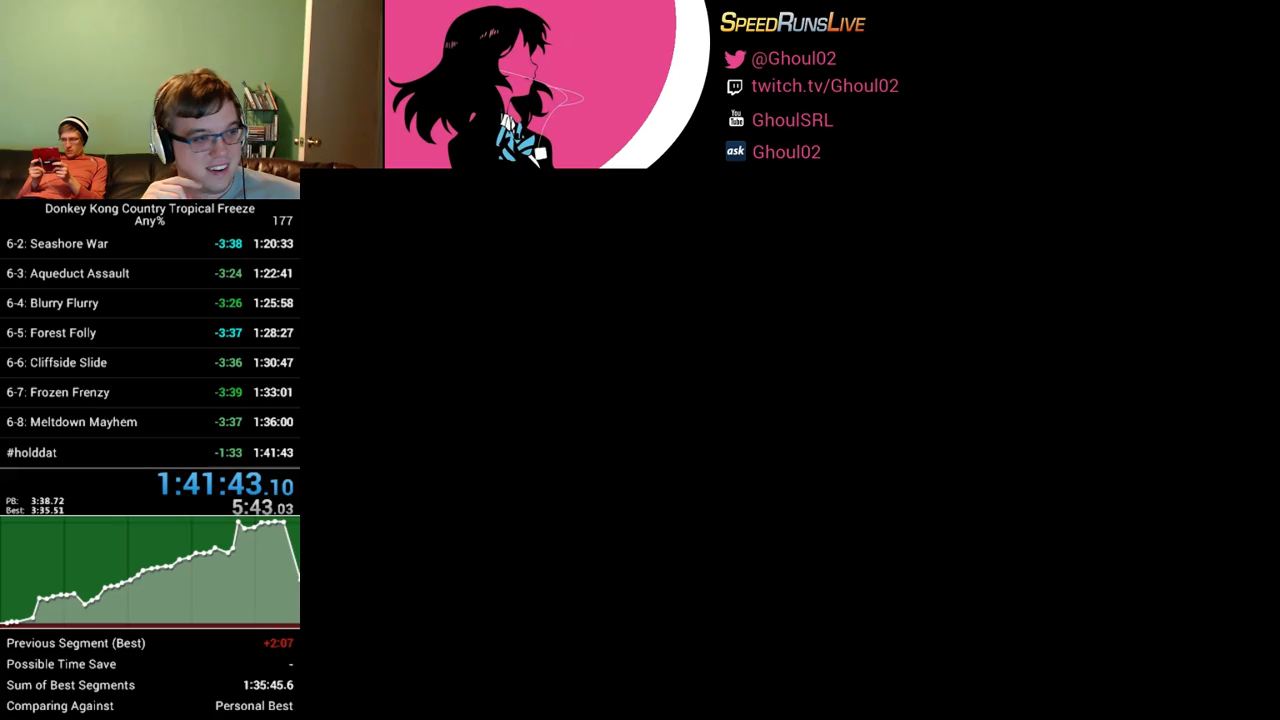 SPEEDRUNSLIVE
@Ghoul02
twitch.tv/Ghoul02
You Tube GhoulSRL
ask Ghoul02
Donkey Kong Country Tropical Freeze
Any% 177
6-2: Seashore War -3:38 1:20:33
6-3: Aqueduct Assault -3:24 1:22:41
6-4: Blurry Flurry -3:26 1:25:58
6-5: Forest Folly -3:37 1:28:27
6-6: Cliffside Slide -3:36 1:30:47
6-7: Frozen Frenzy -3:39 1:33:01
6-8: Meltdown Mayhem -3:37 1:36:00
#holddat -1:33 1:41:43
1:41:43.10
PB: 3:38.72
Best: 3:35.51
5:43.03
Previous Segment (Best) +2:07
Possible Time Save -
Sum of Best Segments 1:35:45.6
Comparing Against Personal Best